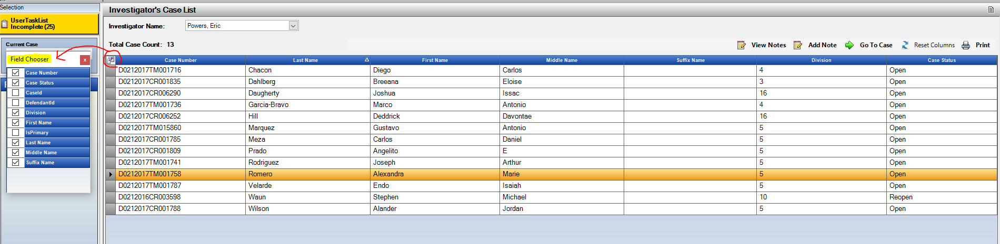 Selection
UserTaskList
Incomplete (25)
Current Case
Field Chooser x
Case Number
Case Status
CaseId
DefendantId
Division
First Name
IsPrimary
Last Name
Middle Name
Suffix Name
Investigator's Case List
Investigator Name: Powers, Eric
Total Case Count: 13 View Notes Add Note Go To Case Reset Columns Print
Case Number Last Name First Name Middle Name Suffix Name Division Case Status
D0212017TM001716 Chacon Diego Carlos 4 Open
D0212017CR001835 Dahlberg Breeana Eloise 3 Open
D0212017CR006290 Daugherty Joshua Issac 16 Open
D0212017TM001736 Garcia-Bravo Marco Antonio 4 Open
D0212017CR006252 Hill Deddrick Davontae 16 Open
D0212017TM015860 Marquez Gustavo Antonio 5 Open
D0212017CR001785 Meza Carlos Daniel 5 Open
D0212017CR001809 Prado Angelito E 5 Open
D0212017TM001741 Rodriguez Joseph Arthur 5 Open
D0212017TM001758 Romero Alexandra Marie 5 Open
D0212017TM001787 Velarde Endo Isaiah 5 Open
D0212016CR003598 Waun Stephen Michael 10 Reopen
D0212017CR001788 Wilson Alander Jordan 5 Open